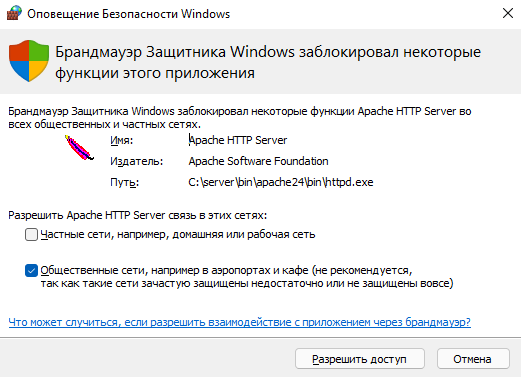 Оповещение Безопасности Windows
Брандмауэр Защитника Windows заблокировал некоторые
функции этого приложения
Брандмауэр Защитника Windows заблокировал некоторые функции Apache HTTP Server во
всех общественных и частных сетях.
Имя: Apache HTTP Server
Издатель: Apache Software Foundation
Путь: C:\server\bin\apache24\bin\httpd.exe
Разрешить Apache HTTP Server связь в этих сетях:
Частные сети, например, домашняя или рабочая сеть
Общественные сети, например в аэропортах и кафе (не рекомендуется,
так как такие сети зачастую защищены недостаточно или не защищены вовсе)
Что может случиться, если разрешить взаимодействие с приложением через брандмауэр?
Разрешить доступ Отмена